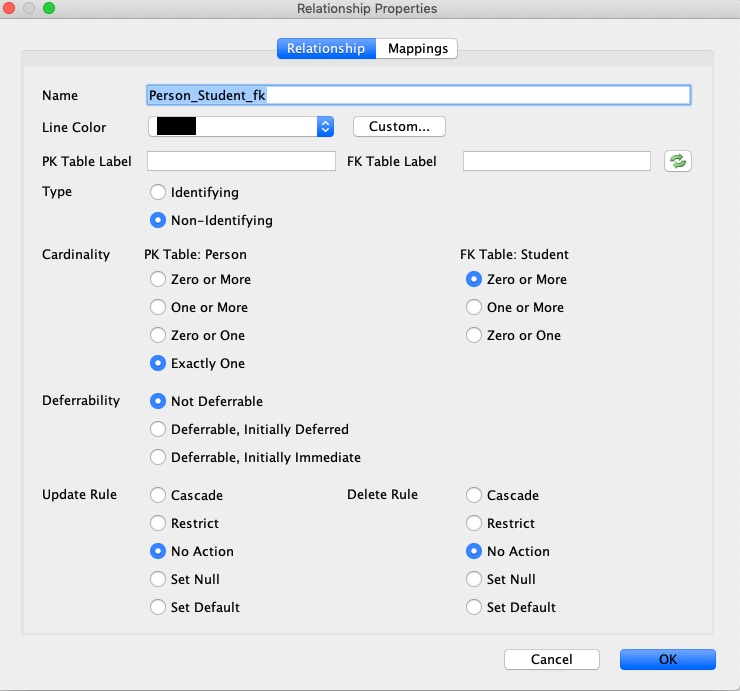 Relationship Properties
Relationship Mappings
Name Person_Student_fk
Line Color Custom...
PK Table Label FK Table Label
Type Identifying
Non-Identifying
Cardinality PK Table: Person FK Table: Student
Zero or More Zero or More
One or More One or More
Zero or One Zero or One
Exactly One
Deferrability Not Deferrable
Deferrable, Initially Deferred
Deferrable, Initially Immediate
Update Rule Cascade Delete Rule Cascade
Restrict Restrict
No Action No Action
Set Null Set Null
Set Default Set Default
Cancel OK